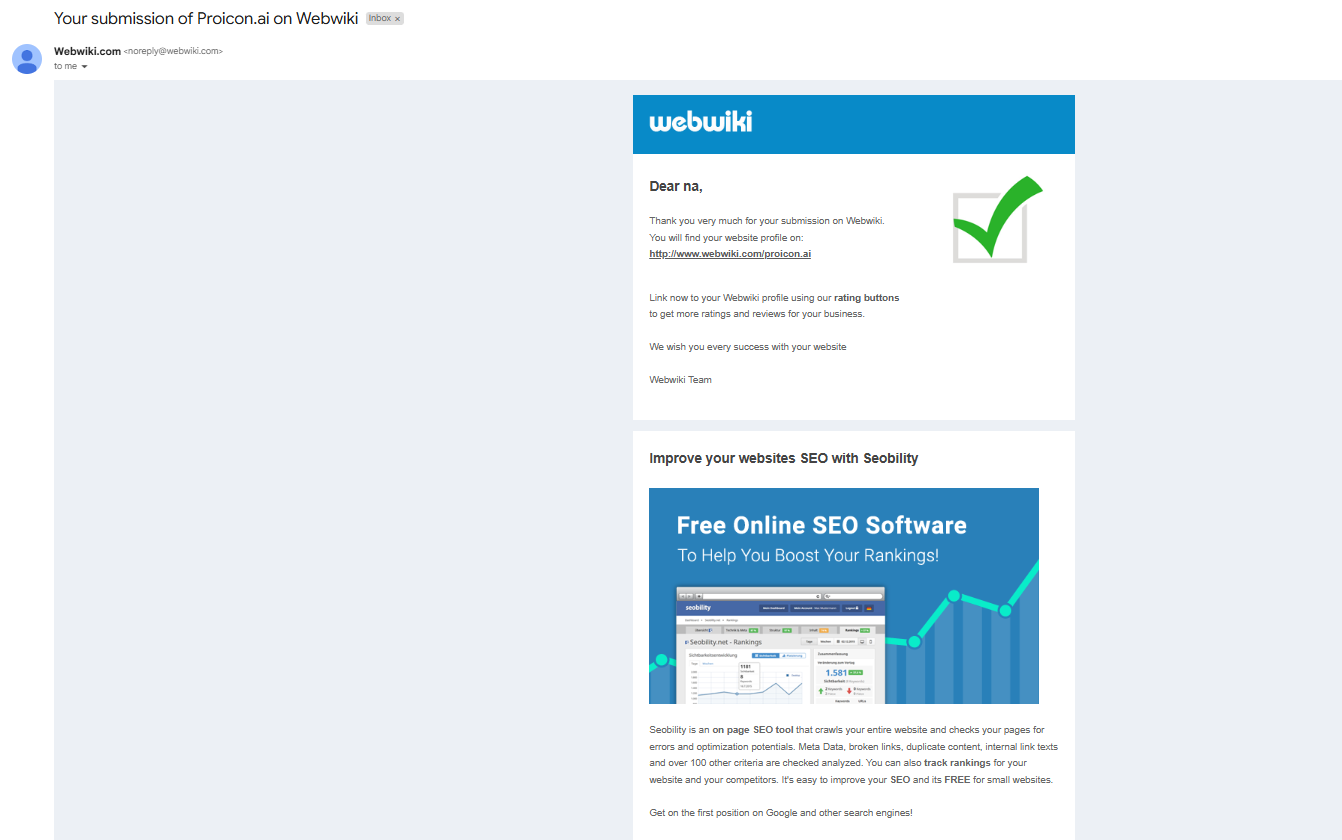 Your submission of Proicon.ai on Webwiki Inbox ×
Webwiki.com <noreply@webwiki.com>
to me
webwiki
Dear na,
Thank you very much for your submission on Webwiki.
You will find your website profile on:
http://www.webwiki.com/proicon.ai
Link now to your Webwiki profile using our rating buttons
to get more ratings and reviews for your business.
We wish you every success with your website
Webwiki Team
Improve your websites SEO with Seobility
Free Online SEO Software
To Help You Boost Your Rankings!
seobility
Seobility.net - Rankings
Sichtbarkeitsentwicklung
Zusammenfassung
1181
8
1.581
Seobility is an on page SEO tool that crawls your entire website and checks your pages for
errors and optimization potentials. Meta Data, broken links, duplicate content, internal link texts
and over 100 other criteria are checked analyzed. You can also track rankings for your
website and your competitors. It's easy to improve your SEO and its FREE for small websites.
Get on the first position on Google and other search engines!